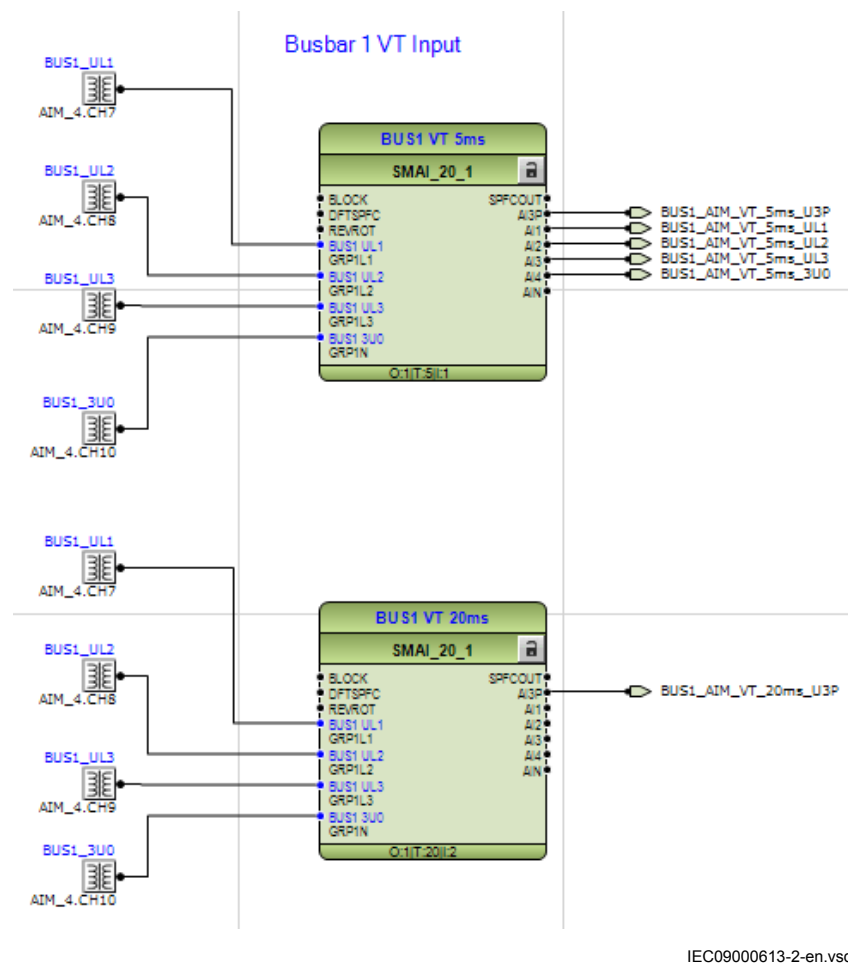 Busbar 1 VT Input
BUS1_UL1
AIM_4.CH7
BUS1_UL2
AIM_4.CH8
BUS1_UL3
AIM_4.CH9
BUS1_3U0
AIM_4.CH10
BUS1 VT 5ms
SMAI_20_1
BLOCK SPFCOUT
DFTSPFC AI3P
REVROT AI1
BUS1 UL1 AI2
GRP1L1 AI3
BUS1 UL2 AI4
GRP1L2 AIN
BUS1 UL3
GRP1L3
BUS1 3U0
GRP1N
O:1|T:5|I:1
BUS1_AIM_VT_5ms_U3P
BUS1_AIM_VT_5ms_UL1
BUS1_AIM_VT_5ms_UL2
BUS1_AIM_VT_5ms_UL3
BUS1_AIM_VT_5ms_3U0
BUS1_UL1
AIM_4.CH7
BUS1_UL2
AIM_4.CH8
BUS1_UL3
AIM_4.CH9
BUS1_3U0
AIM_4.CH10
BUS1 VT 20ms
SMAI_20_1
BLOCK SPFCOUT
DFTSPFC AI3P
REVROT AI1
BUS1 UL1 AI2
GRP1L1 AI3
BUS1 UL2 AI4
GRP1L2 AIN
BUS1 UL3
GRP1L3
BUS1 3U0
GRP1N
O:1|T:20|I:2
BUS1_AIM_VT_20ms_U3P
IEC09000613-2-en.vsd